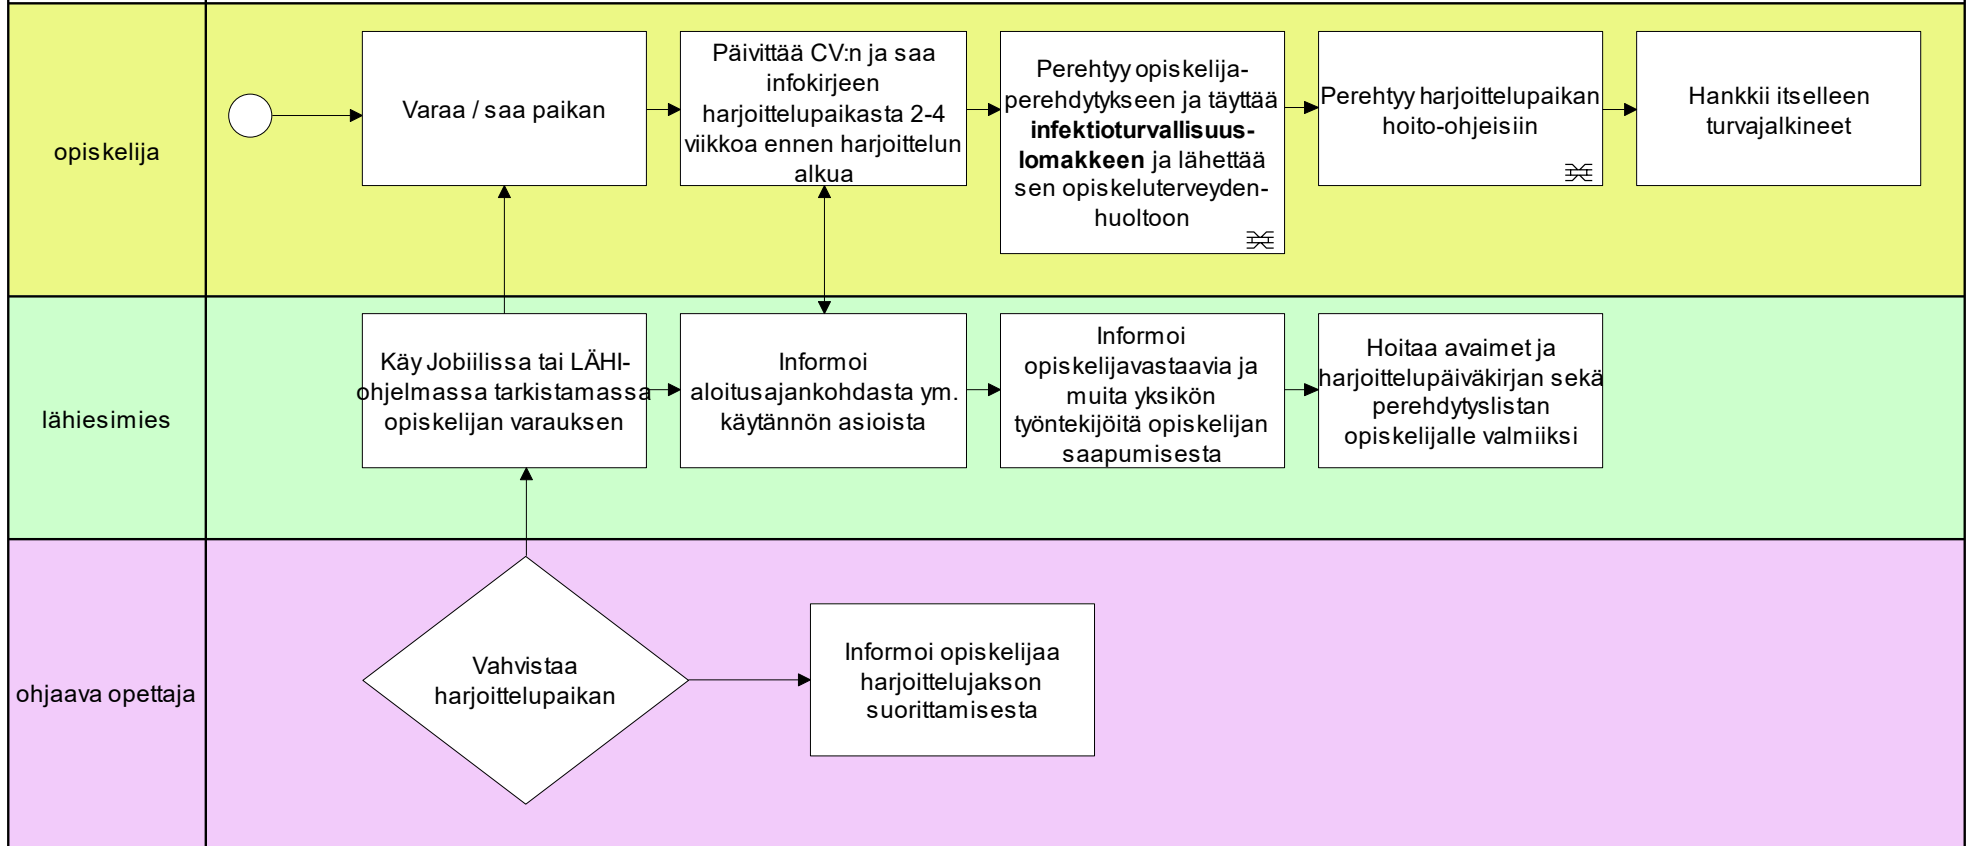 opiskelija
Varaa / saa paikan
Päivittää CV:n ja saa
infokirjeen
harjoittelupaikasta 2-4
viikkoa ennen harjoittelun
alkua
Perehtyy opiskelija-
perehdytykseen ja täyttää
infektioturvallisuus-
lomakkeen ja lähettää
sen opiskeluterveyden-
huoltoon
Perehtyy harjoittelupaikan
hoito-ohjeisiin
Hankkii itselleen
turvajalkineet
lähiesimies
Käy Jobiilissa tai LÄHI-
ohjelmassa tarkistamassa
opiskelijan varauksen
Informoi
aloitusajankohdasta ym.
käytännön asioista
Informoi
opiskelijavastaavia ja
muita yksikön
työntekijöitä opiskelijan
saapumisesta
Hoitaa avaimet ja
harjoittelupäiväkirjan sekä
perehdytyslistan
opiskelijalle valmiiksi
ohjaava opettaja
Vahvistaa
harjoittelupaikan
Informoi opiskelijaa
harjoittelujakson
suorittamisesta